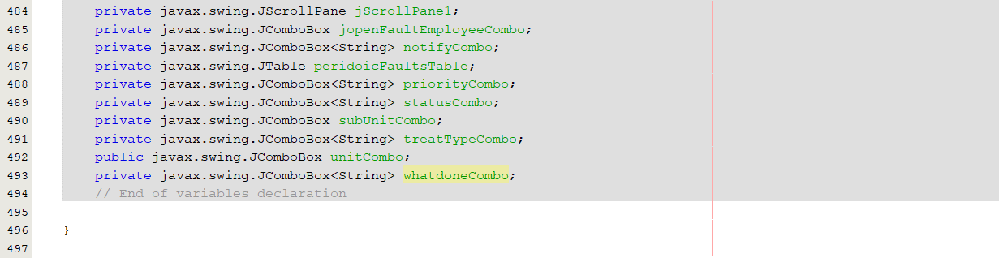 484 private javax.swing.JScrollPane jScrollPane1;
485 private javax.swing.JComboBox jopenFaultEmployeeCombo;
486 private javax.swing.JComboBox<String> notifyCombo;
487 private javax.swing.JTable peridoicFaultsTable;
488 private javax.swing.JComboBox<String> priorityCombo;
489 private javax.swing.JComboBox<String> statusCombo;
490 private javax.swing.JComboBox subUnitCombo;
491 private javax.swing.JComboBox<String> treatTypeCombo;
492 public javax.swing.JComboBox unitCombo;
493 private javax.swing.JComboBox<String> whatdoneCombo;
494 // End of variables declaration
495
496 }
497